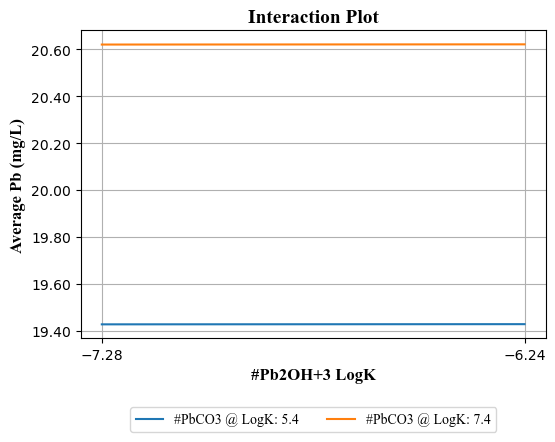 Interaction Plot
Average Pb (mg/L)
20.60
20.40
20.20
20.00
19.80
19.60
19.40
−7.28
−6.24
#Pb2OH+3 LogK
#PbCO3 @ LogK: 5.4
#PbCO3 @ LogK: 7.4